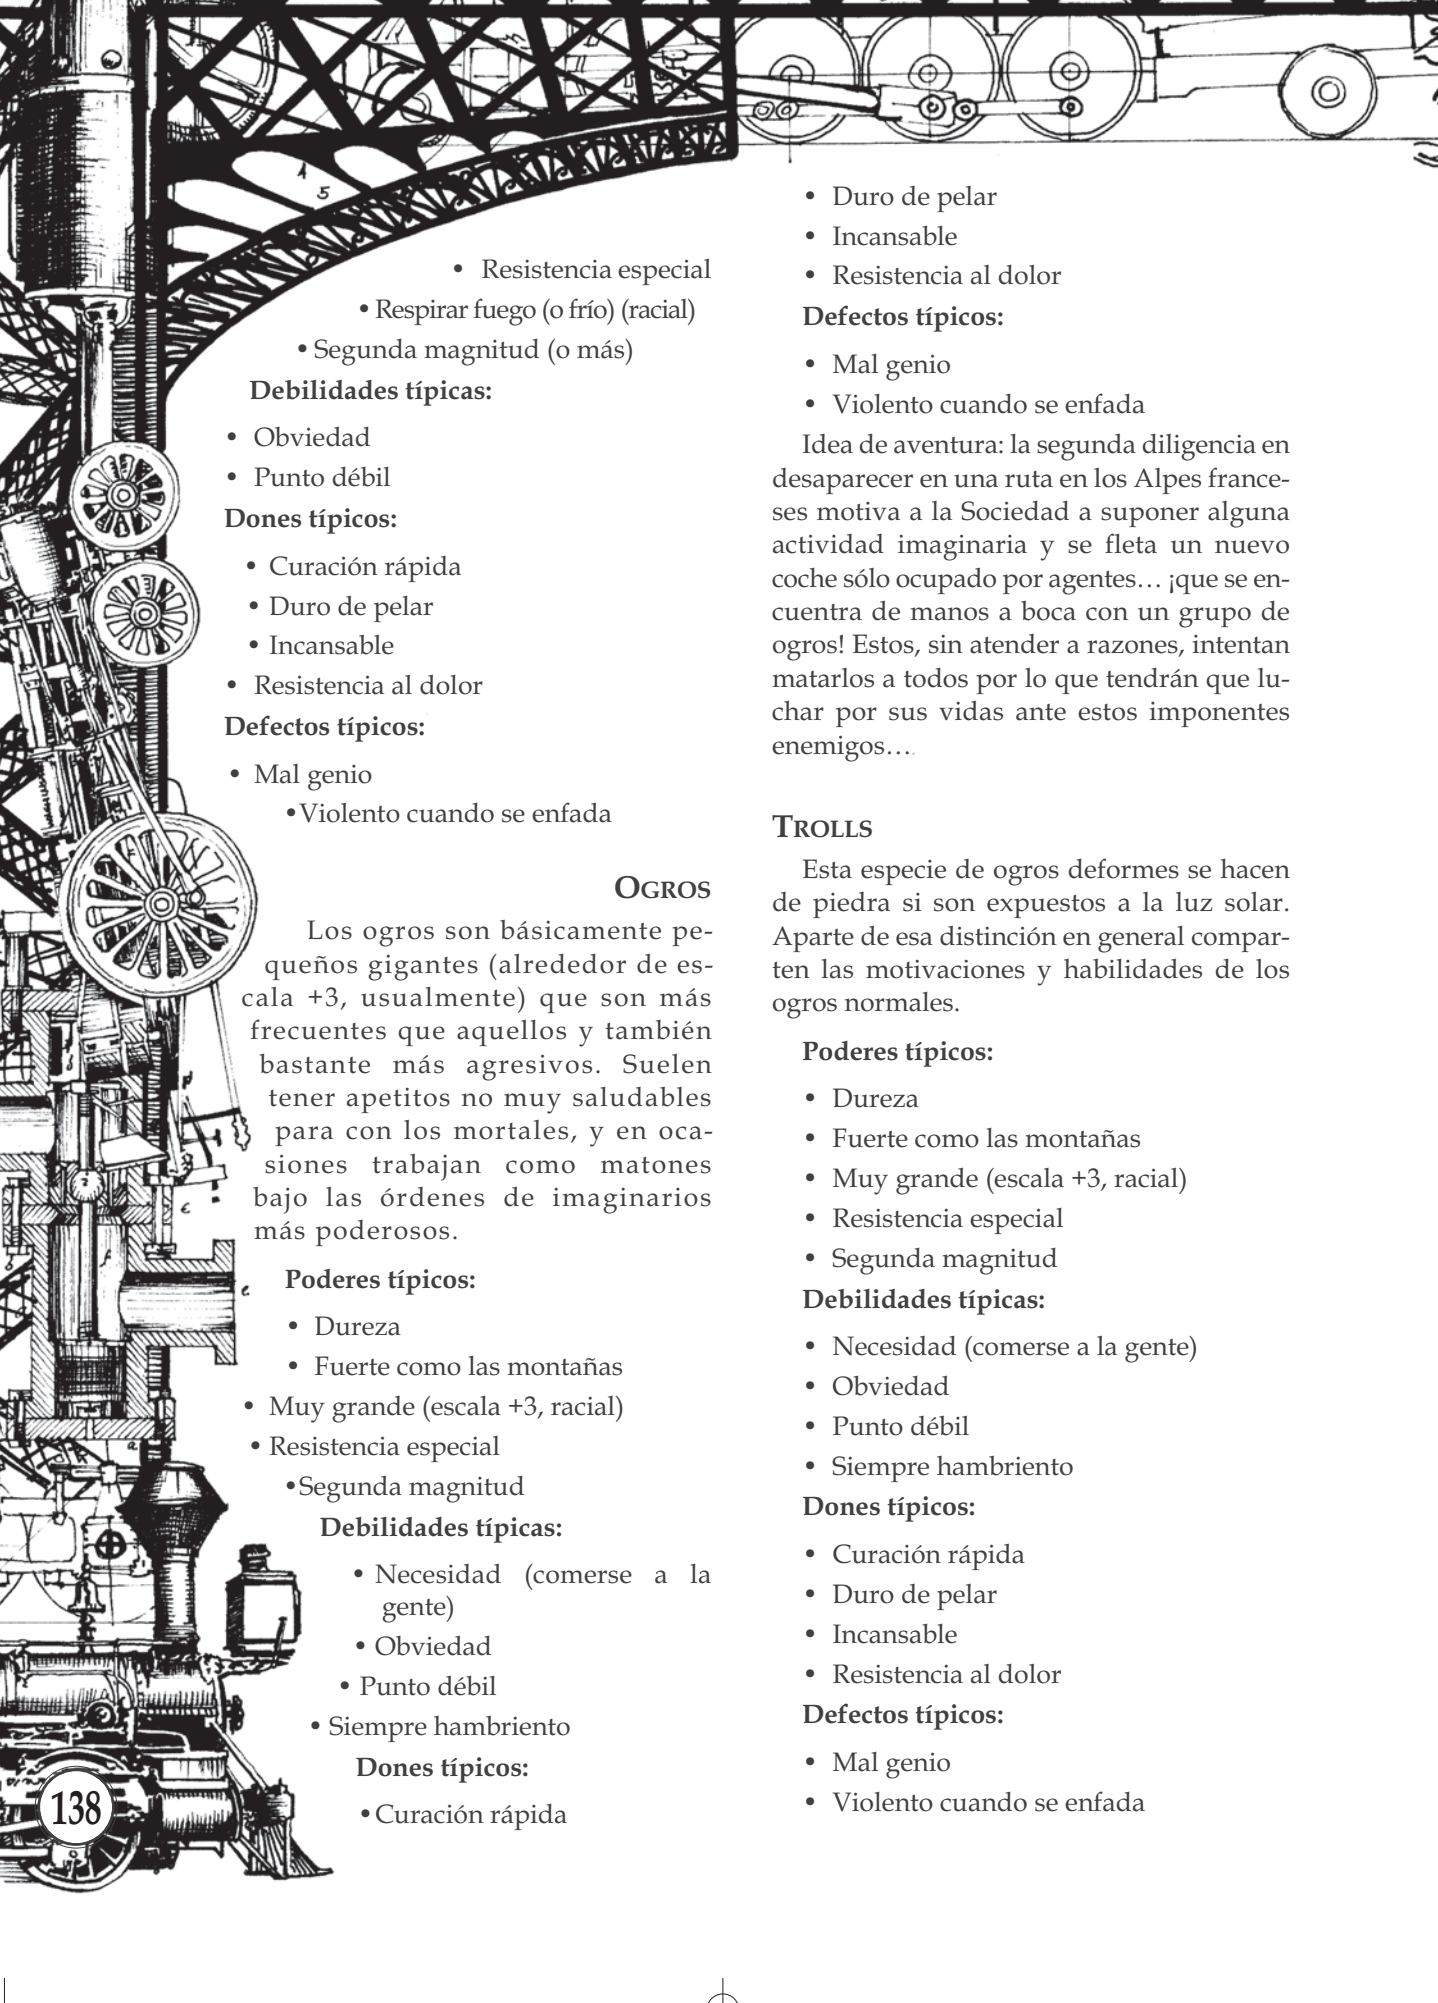 • Resistencia especial
• Respirar fuego (o frío) (racial)
• Segunda magnitud (o más)
Debilidades típicas:
• Obviedad
• Punto débil
Dones típicos:
• Curación rápida
• Duro de pelar
• Incansable
• Resistencia al dolor
Defectos típicos:
• Mal genio
• Violento cuando se enfada
OGROS
Los ogros son básicamente pe-
queños gigantes (alrededor de es-
cala +3, usualmente) que son más
frecuentes que aquellos y también
bastante más agresivos. Suelen
tener apetitos no muy saludables
para con los mortales, y en oca-
siones trabajan como matones
bajo las órdenes de imaginarios
más poderosos.
Poderes típicos:
• Dureza
• Fuerte como las montañas
• Muy grande (escala +3, racial)
• Resistencia especial
• Segunda magnitud
Debilidades típicas:
• Necesidad (comerse a la
gente)
• Obviedad
• Punto débil
• Siempre hambriento
Dones típicos:
• Curación rápida
• Duro de pelar
• Incansable
• Resistencia al dolor
Defectos típicos:
• Mal genio
• Violento cuando se enfada
Idea de aventura: la segunda diligencia en
desaparecer en una ruta en los Alpes france-
ses motiva a la Sociedad a suponer alguna
actividad imaginaria y se fleta un nuevo
coche sólo ocupado por agentes… ¡que se en-
cuentra de manos a boca con un grupo de
ogros! Estos, sin atender a razones, intentan
matarlos a todos por lo que tendrán que lu-
char por sus vidas ante estos imponentes
enemigos…
TROLLS
Esta especie de ogros deformes se hacen
de piedra si son expuestos a la luz solar.
Aparte de esa distinción en general compar-
ten las motivaciones y habilidades de los
ogros normales.
Poderes típicos:
• Dureza
• Fuerte como las montañas
• Muy grande (escala +3, racial)
• Resistencia especial
• Segunda magnitud
Debilidades típicas:
• Necesidad (comerse a la gente)
• Obviedad
• Punto débil
• Siempre hambriento
Dones típicos:
• Curación rápida
• Duro de pelar
• Incansable
• Resistencia al dolor
Defectos típicos:
• Mal genio
• Violento cuando se enfada
138